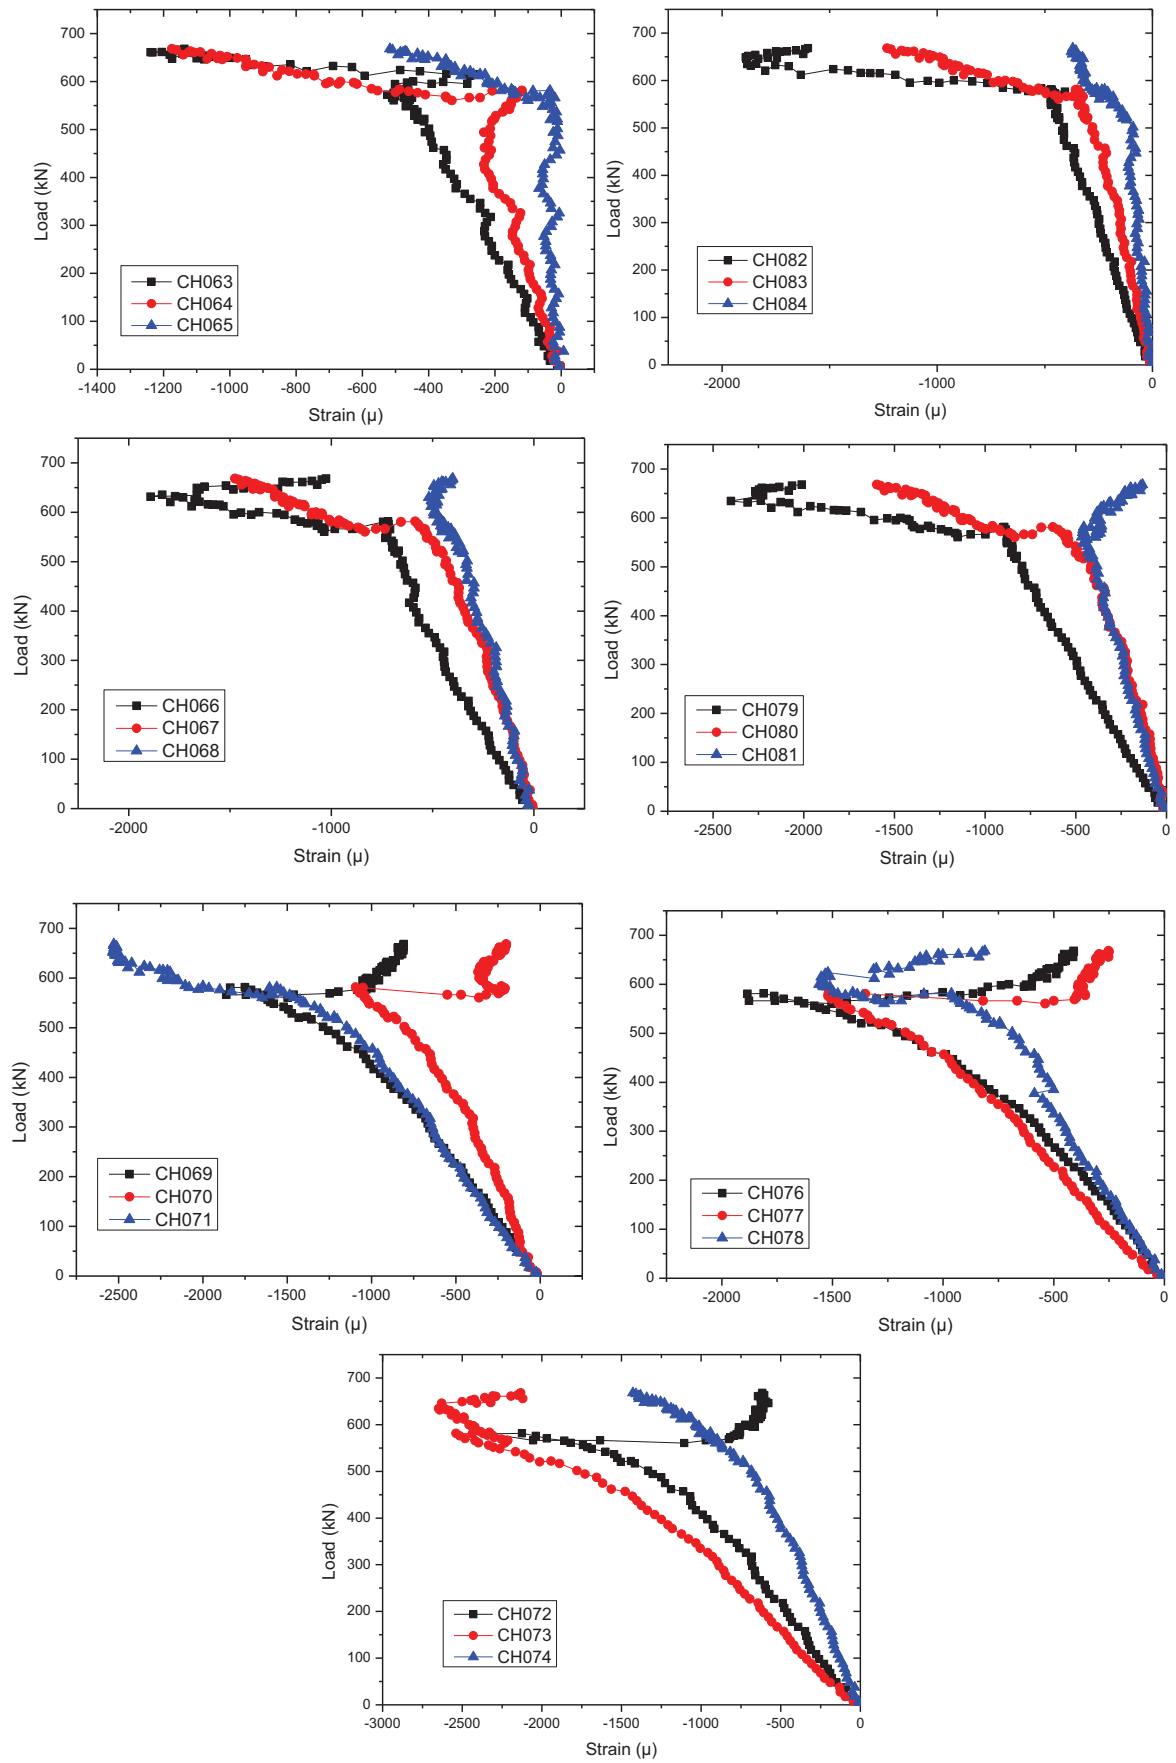 700
600
500
400
300
200
100
0
Load (kN)
CH063
CH064
CH065
-1400 -1200 -1000 -800 -600 -400 -200 0
Strain (µ)
700
600
500
400
300
200
100
0
Load (kN)
CH082
CH083
CH084
-2000 -1000 0
Strain (µ)
700
600
500
400
300
200
100
0
Load (kN)
CH066
CH067
CH068
-2000 -1000 0
Strain (µ)
700
600
500
400
300
200
100
0
Load (kN)
CH079
CH080
CH081
-2500 -2000 -1500 -1000 -500 0
Strain (µ)
700
600
500
400
300
200
100
0
Load (kN)
CH069
CH070
CH071
-2500 -2000 -1500 -1000 -500 0
Strain (µ)
700
600
500
400
300
200
100
0
Load (kN)
CH076
CH077
CH078
-2000 -1500 -1000 -500 0
Strain (µ)
700
600
500
400
300
200
100
0
Load (kN)
CH072
CH073
CH074
-3000 -2500 -2000 -1500 -1000 -500 0
Strain (µ)